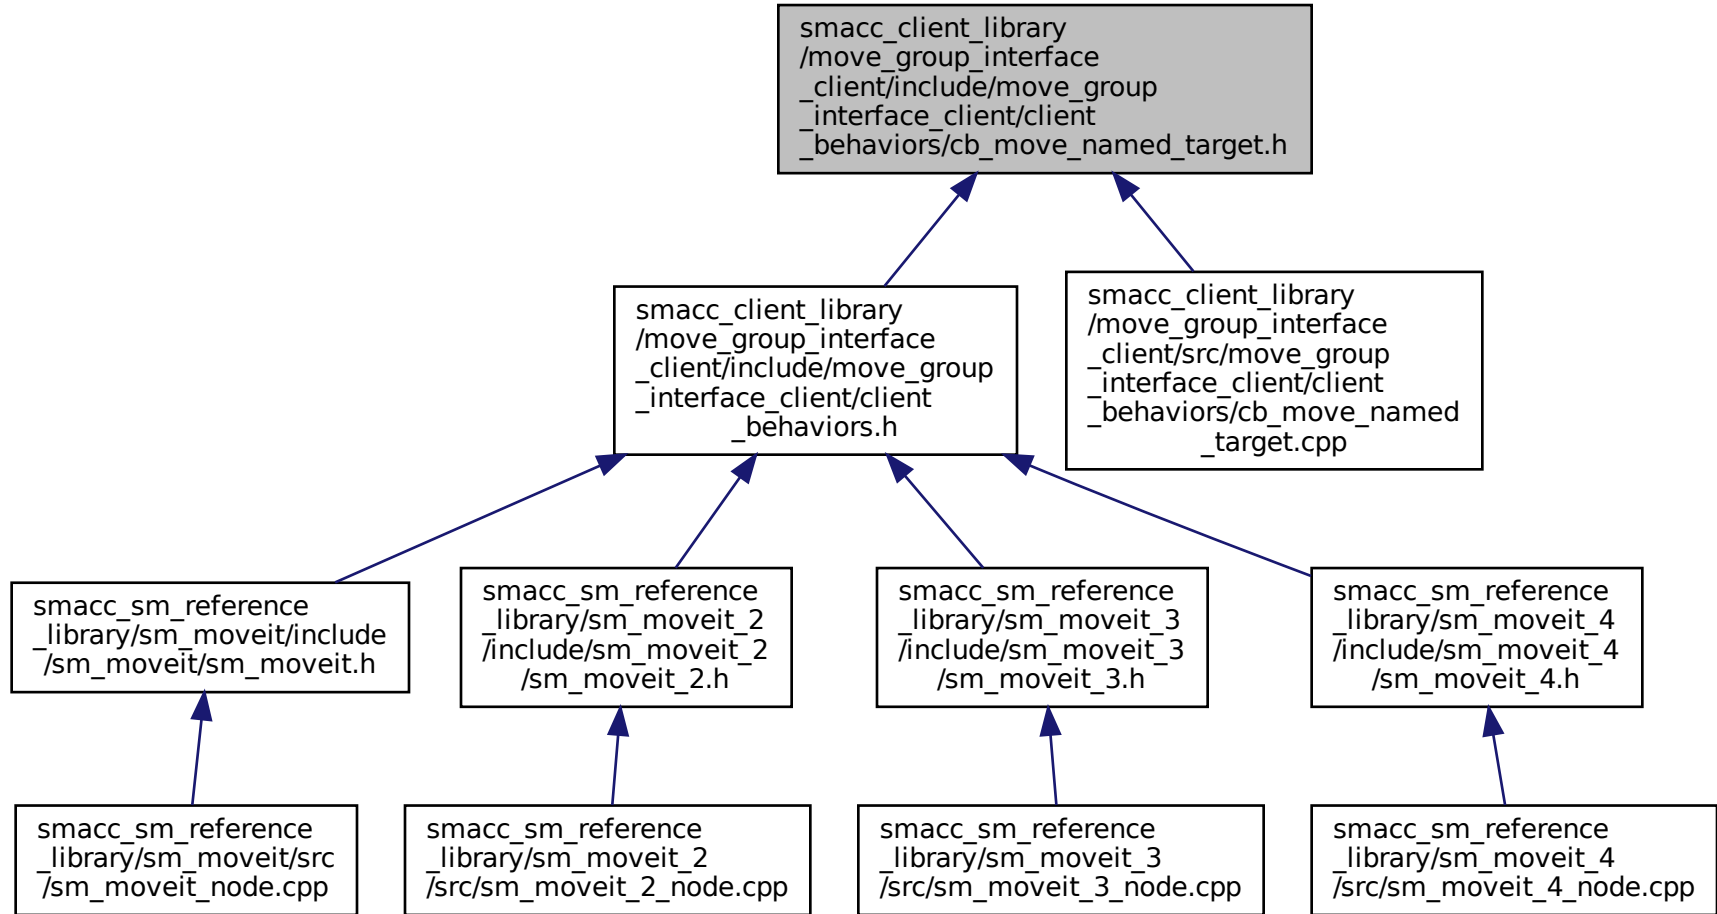 smacc_client_library
/move_group_interface
_client/include/move_group
_interface_client/client
_behaviors/cb_move_named_target.h
smacc_client_library
/move_group_interface
_client/include/move_group
_interface_client/client
_behaviors.h
smacc_client_library
/move_group_interface
_client/src/move_group
_interface_client/client
_behaviors/cb_move_named
_target.cpp
smacc_sm_reference
_library/sm_moveit/include
/sm_moveit/sm_moveit.h
smacc_sm_reference
_library/sm_moveit_2
/include/sm_moveit_2
/sm_moveit_2.h
smacc_sm_reference
_library/sm_moveit_3
/include/sm_moveit_3
/sm_moveit_3.h
smacc_sm_reference
_library/sm_moveit_4
/include/sm_moveit_4
/sm_moveit_4.h
smacc_sm_reference
_library/sm_moveit/src
/sm_moveit_node.cpp
smacc_sm_reference
_library/sm_moveit_2
/src/sm_moveit_2_node.cpp
smacc_sm_reference
_library/sm_moveit_3
/src/sm_moveit_3_node.cpp
smacc_sm_reference
_library/sm_moveit_4
/src/sm_moveit_4_node.cpp